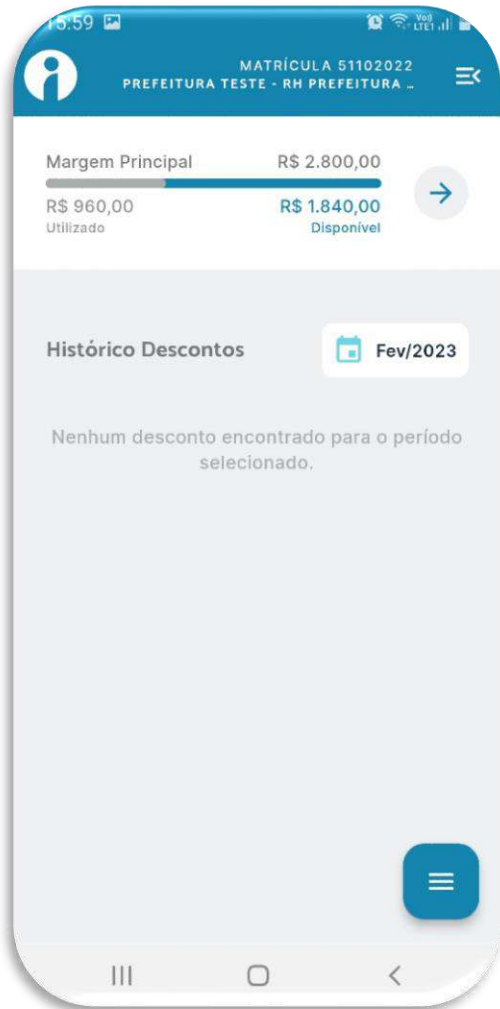 15:59
MATRÍCULA 51102022
PREFEITURA TESTE - RH PREFEITURA ...
Margem Principal R$ 2.800,00
R$ 960,00 R$ 1.840,00
Utilizado Disponível
Histórico Descontos Fev/2023
Nenhum desconto encontrado para o período
selecionado.